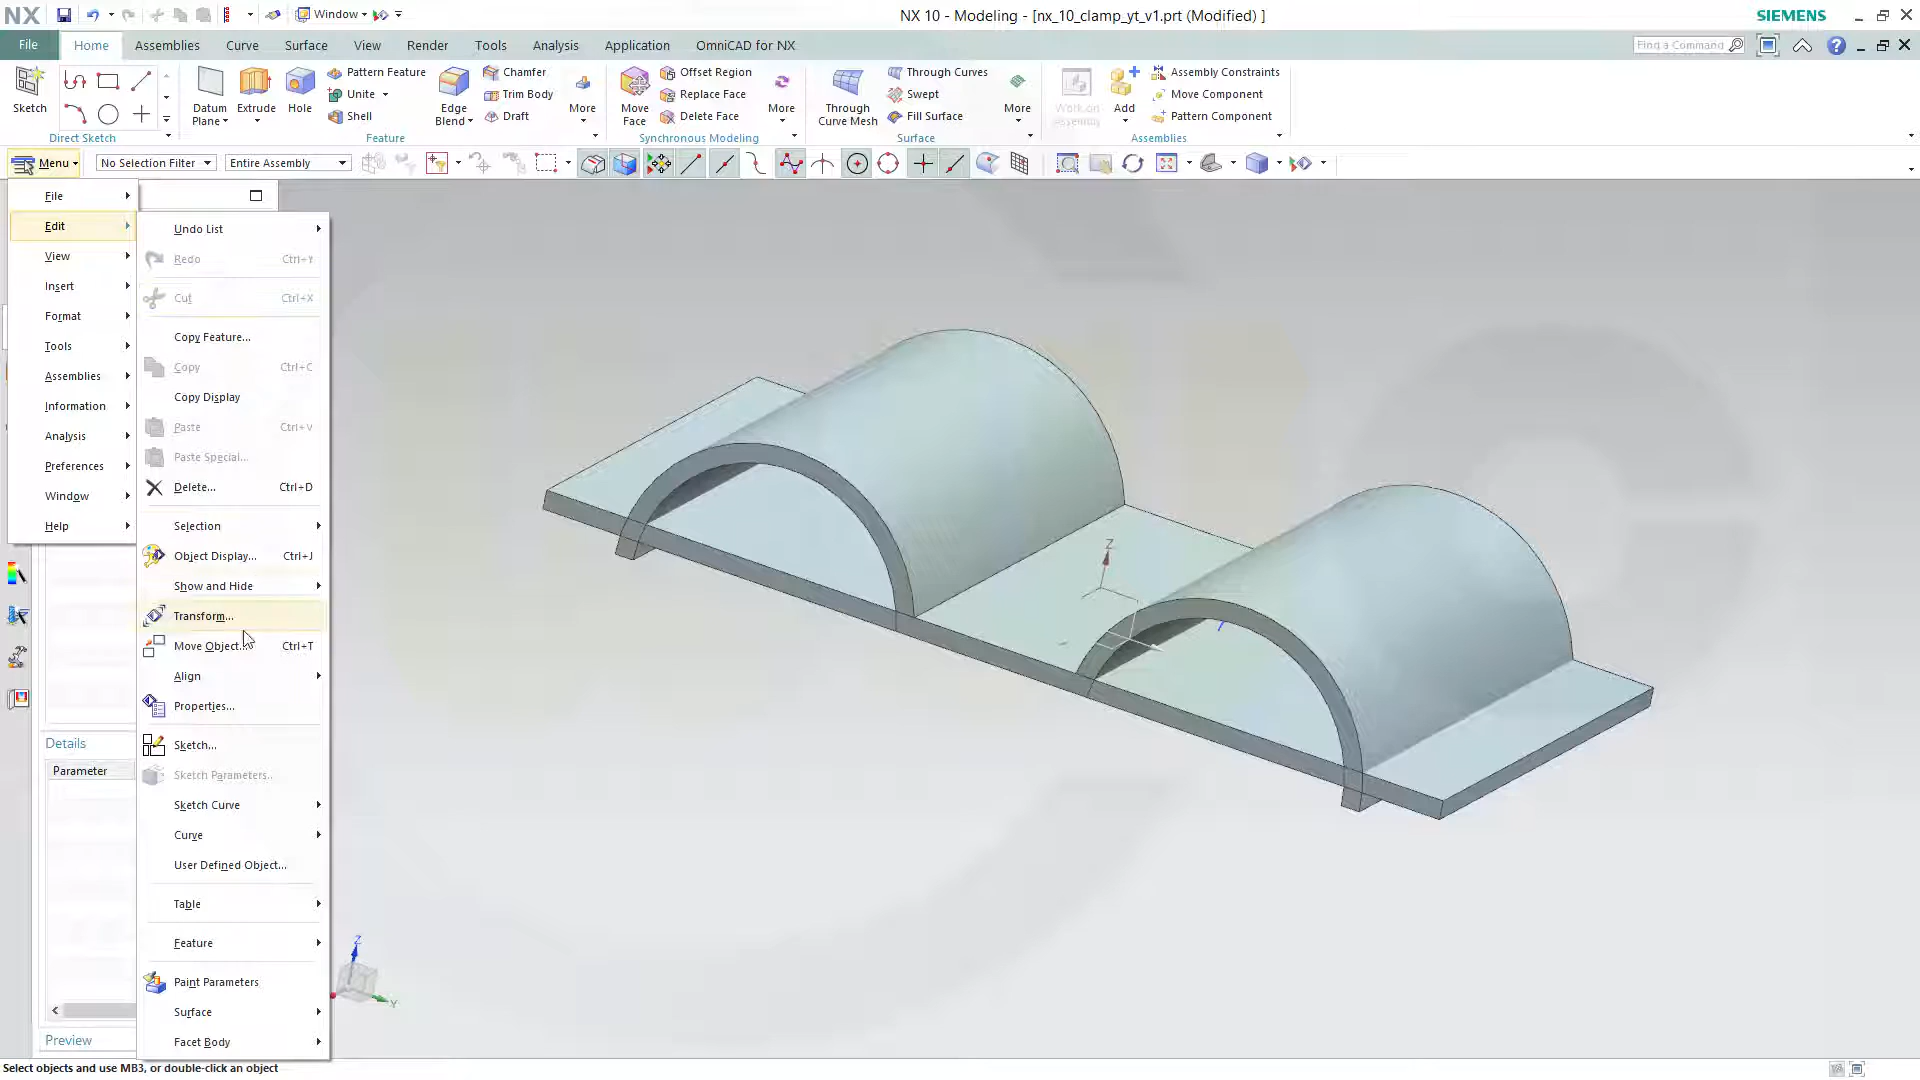 NX
Window
NX 10 - Modeling - [nx_10_clamp_yt_v1.prt (Modified) ]
SIEMENS
File
Home
Assemblies
Curve
Surface
View
Render
Tools
Analysis
Application
OmniCAD for NX
Find a Command
Sketch
Direct Sketch
Datum
Plane
Extrude
Hole
Pattern Feature
Unite
Shell
Edge
Blend
Chamfer
Trim Body
Draft
More
Feature
Move
Face
Offset Region
Replace Face
Delete Face
More
Synchronous Modeling
Through
Curve Mesh
Through Curves
Swept
Fill Surface
More
Surface
Work on
Assembly
Add
Assembly Constraints
Move Component
Pattern Component
Assemblies
Menu
No Selection Filter
Entire Assembly
File
Edit
View
Insert
Format
Tools
Assemblies
Information
Analysis
Preferences
Window
Help
Undo List
Redo Ctrl+Y
Cut Ctrl+X
Copy Feature...
Copy Ctrl+C
Copy Display
Paste Ctrl+V
Paste Special...
Delete... Ctrl+D
Selection
Object Display... Ctrl+J
Show and Hide
Transform...
Move Object... Ctrl+T
Align
Properties...
Sketch...
Sketch Parameters..
Sketch Curve
Curve
User Defined Object...
Table
Feature
Paint Parameters
Surface
Facet Body
Details
Parameter
Preview
Z
Z
Y
Select objects and use MB3, or double-click an object